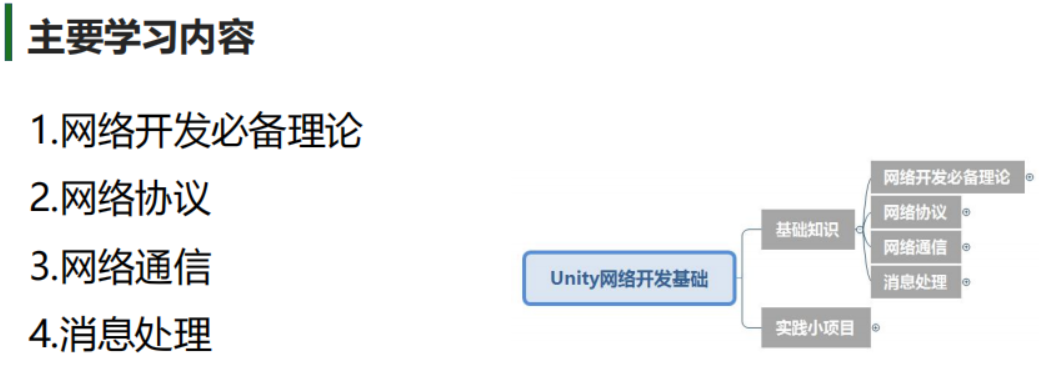 主要学习内容
1.网络开发必备理论
2.网络协议
3.网络通信
4.消息处理
Unity网络开发基础
基础知识
网络开发必备理论
网络协议
网络通信
消息处理
实践小项目